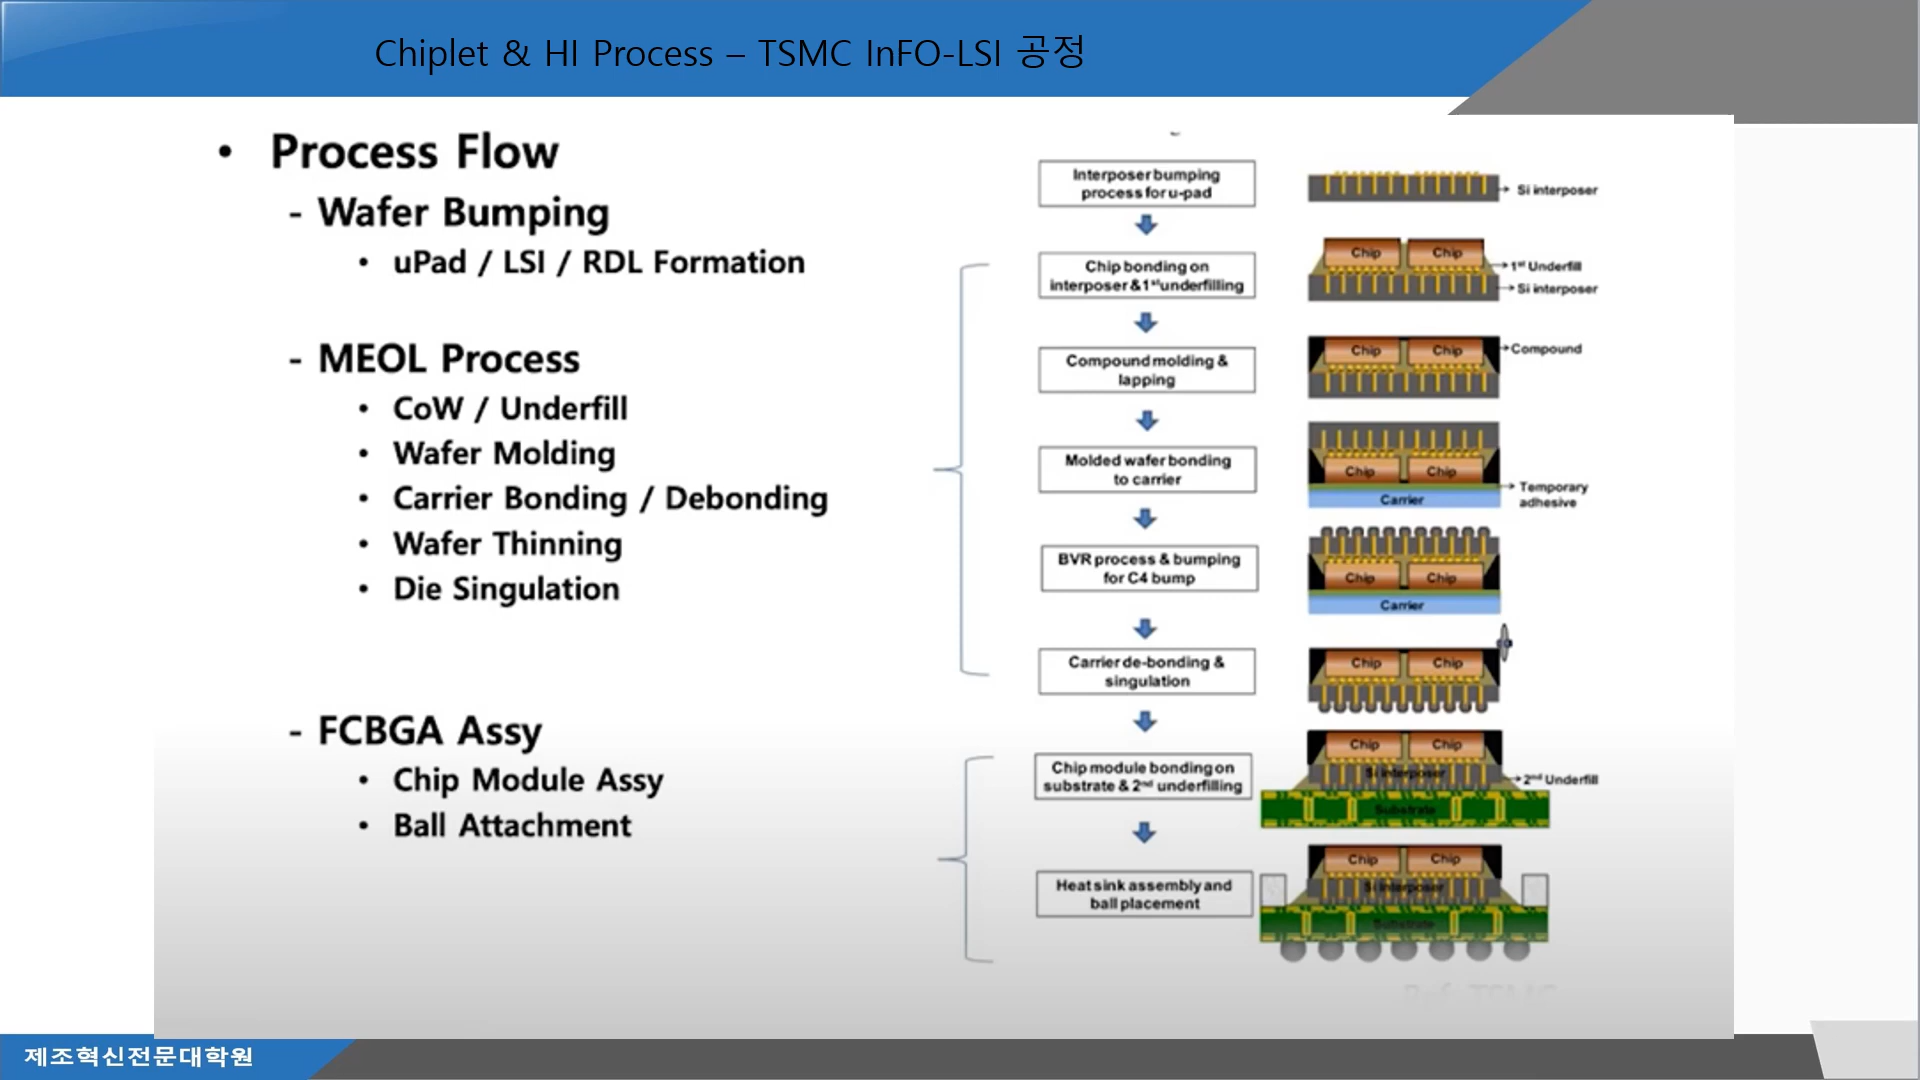 Chiplet & HI Process – TSMC InFO-LSI 공정
• Process Flow
- Wafer Bumping
• uPad / LSI / RDL Formation
- MEOL Process
• CoW / Underfill
• Wafer Molding
• Carrier Bonding / Debonding
• Wafer Thinning
• Die Singulation
- FCBGA Assy
• Chip Module Assy
• Ball Attachment
Interposer bumping
process for u-pad
Si interposer
Chip bonding on
interposer & 1st underfilling
Chip Chip
1st Underfill
Si interposer
Compound molding &
lapping
Chip Chip
Compound
Molded wafer bonding
to carrier
Chip Chip
Carrier
Temporary
adhesive
BVR process & bumping
for C4 bump
Chip Chip
Carrier
Carrier de-bonding &
singulation
Chip Chip
Chip module bonding on
substrate & 2nd underfilling
Chip Chip
Si interposer
2nd Underfill
Substrate
Heat sink assembly and
ball placement
Chip Chip
Si interposer
Substrate
제조혁신전문대학원